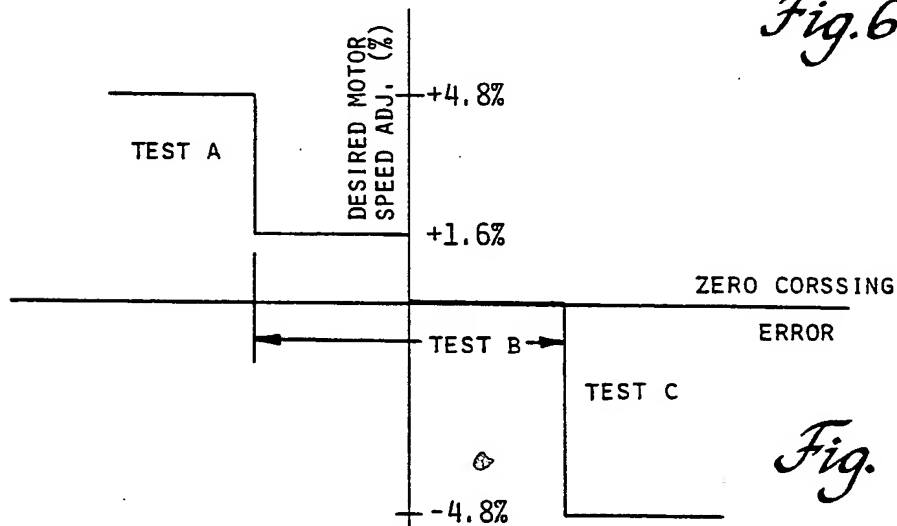 Fig.6
DESIRED MOTOR
SPEED ADJ. (%)
+4.8%
TEST A
+1.6%
ZERO CORSSING
ERROR
TEST B
TEST C
Fig.
-4.8%